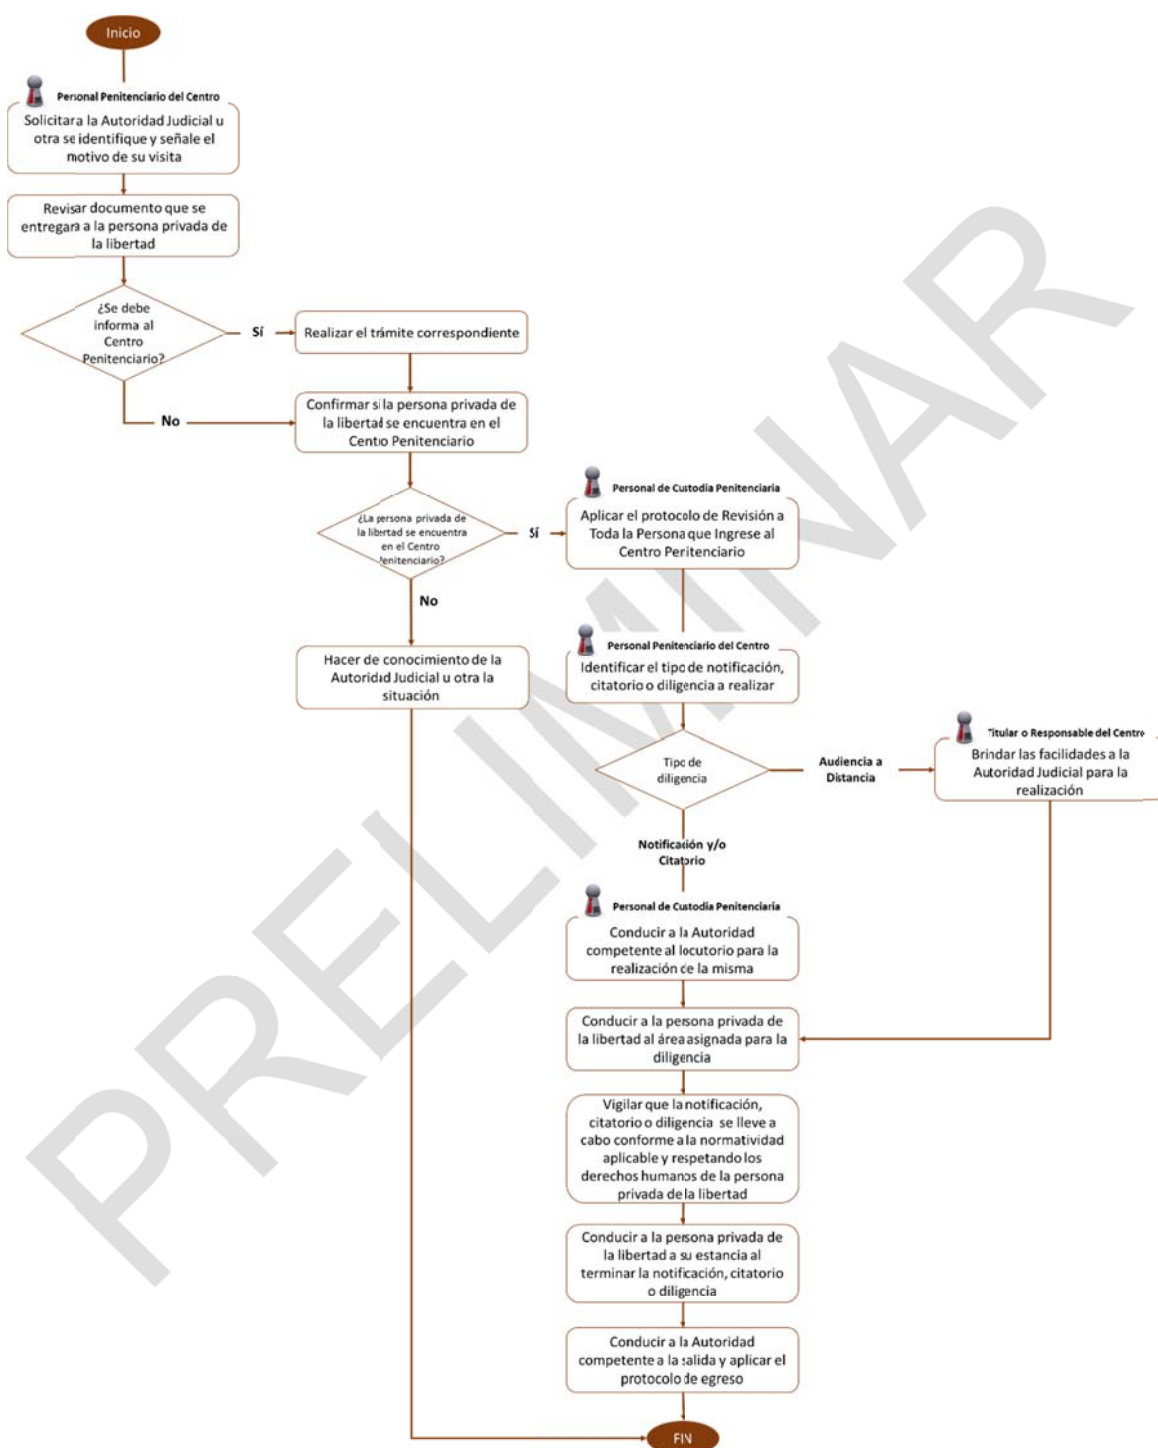 Inicio
Personal Penitenciario del Centro
Solicitara la Autoridad Judicial u
otra se identifique y señale el
motivo de su visita
Revisar documento que se
entregara a la persona privada de
la libertad
¿Se debe
informa al
Centro
Penitenciario?
Sí
Realizar el trámite correspondiente
No
Confirmar si la persona privada de
la libertad se encuentra en el
Centro Penitenciario
¿La persona privada de
la libertad se encuentra
en el Centro
Penitenciario?
Sí
Personal de Custodia Penitenciaria
Aplicar el protocolo de Revisión a
Toda la Persona que Ingrese al
Centro Penitenciario
No
Hacer de conocimiento de la
Autoridad Judicial u otra la
situación
Personal Penitenciario del Centro
Identificar el tipo de notificación,
citatorio o diligencia a realizar
Tipo de
diligencia
Audiencia a
Distancia
Titular o Responsable del Centro
Brindar las facilidades a la
Autoridad Judicial para la
realización
Notificación y/o
Citatorio
Personal de Custodia Penitenciaria
Conducir a la Autoridad
competente al locutorio para la
realización de la misma
Conducir a la persona privada de
la libertad al área asignada para la
diligencia
Vigilar que la notificación,
citatorio o diligencia se lleve a
cabo conforme a la normatividad
aplicable y respetando los
derechos humanos de la persona
privada de la libertad
Conducir a la persona privada de
la libertad a su estancia al
terminar la notificación, citatorio
o diligencia
Conducir a la Autoridad
competente a la salida y aplicar el
protocolo de egreso
FIN
PRELIMINAR